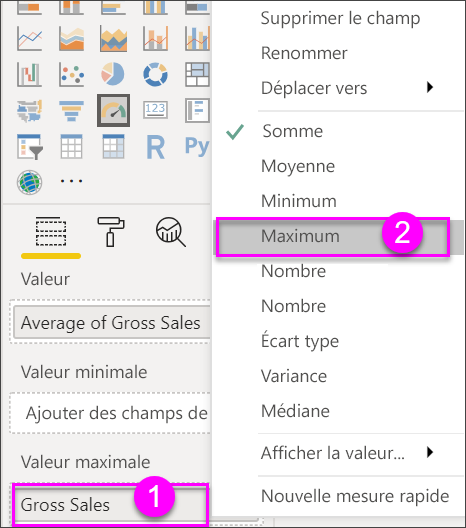 123
R
Py
Valeur
Average of Gross Sales
Valeur minimale
Ajouter des champs de
Valeur maximale
Gross Sales
1
Supprimer le champ
Renommer
Déplacer vers
Somme
Moyenne
Minimum
Maximum
2
Nombre
Nombre
Écart type
Variance
Médiane
Afficher la valeur...
Nouvelle mesure rapide